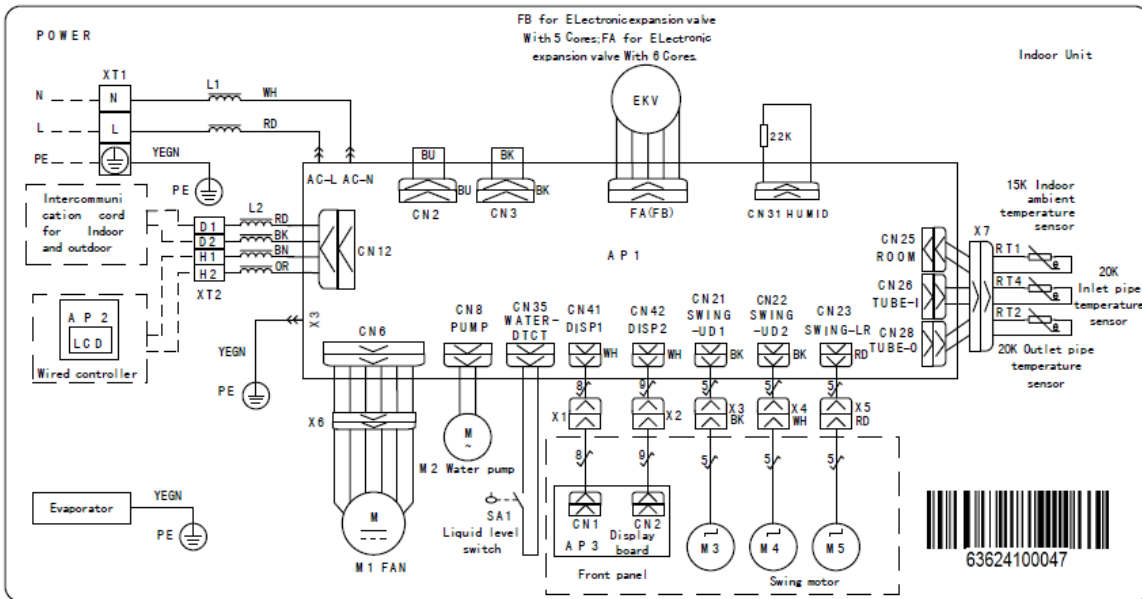 FB for ELectronicexpansion valve
With 5 Cores;FA for ELectronic
expansion valve With 6 Cores.
POWER
Indoor Unit
XT1
L1
N
N
WH
EKV
L
L
RD
22K
PE
YEGN
PE
AC-L AC-N
BU
BU
BK
BK
CN2
CN3
FA(FB)
CN31 HUMID
15K Indoor
ambient
temperature
sensor
Intercommuni
cation cord
for Indoor
and outdoor
L2
D1
RD
D2
BK
H1
BN
H2
OR
XT2
CN12
AP1
CN25
ROOM
X7
RT1
CN26
TUBE-I
RT4
20K
Inlet pipe
temperature
sensor
CN28
TUBE-O
RT2
20K Outlet pipe
temperature
sensor
AP2
LCD
Wired controller
X3
YEGN
PE
CN6
CN8
PUMP
CN35
WATER-
DTCT
CN41
DISP1
CN42
DISP2
CN21
SWING
-UD1
CN22
SWING
-UD2
CN23
SWING-LR
WH
WH
BK
BK
RD
8
9
5
5
5
X6
X1
X2
X3
BK
X4
WH
X5
RD
M
~
M2 Water pump
8
9
5
5
5
SA1
Liquid level
switch
CN1
CN2
AP3
Display
board
M3
M4
M5
Front panel
Swing motor
Evaporator
YEGN
PE
M
M1 FAN
63624100047